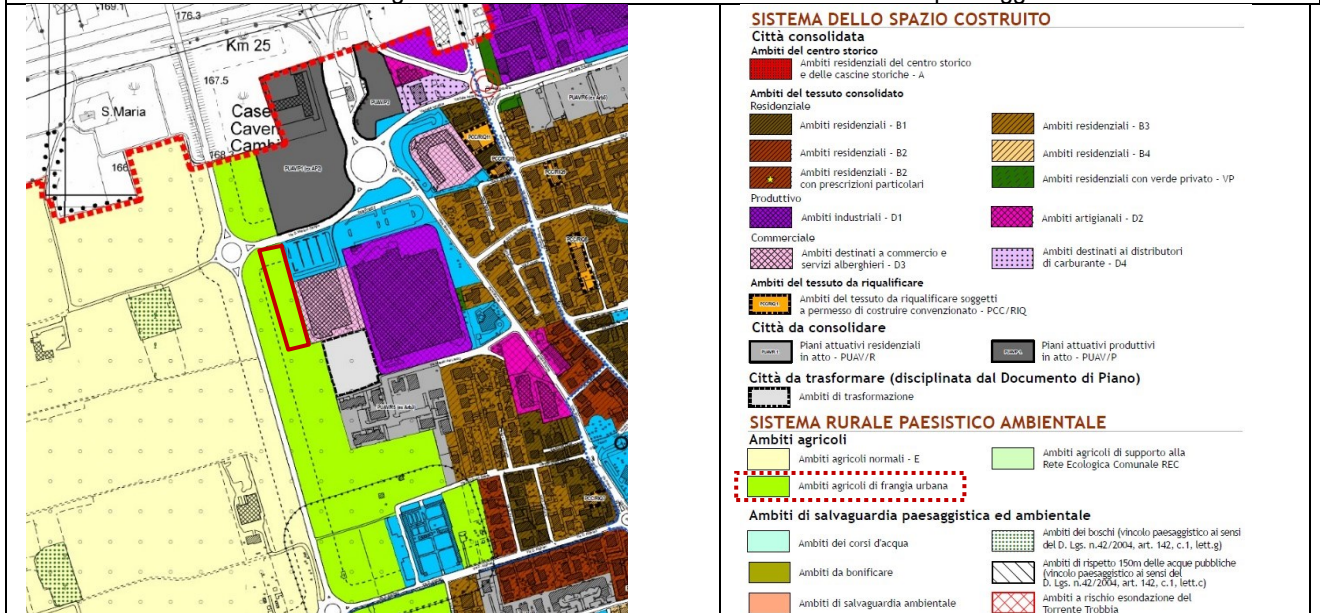 169.1
176.3
Km 25
167.5
S.Maria
Case
Caven
Cambi
166
168.
PUAV/P2
PCC/RIQ
SISTEMA DELLO SPAZIO COSTRUITO
Città consolidata
Ambiti del centro storico
Ambiti residenziali del centro storico
e delle cascine storiche - A
Ambiti del tessuto consolidato
Residenziale
Ambiti residenziali - B1
Ambiti residenziali - B3
Ambiti residenziali - B2
Ambiti residenziali - B4
Ambiti residenziali - B2
con prescrizioni particolari
Ambiti residenziali con verde privato - VP
Produttivo
Ambiti industriali - D1
Ambiti artigianali - D2
Commerciale
Ambiti destinati a commercio e
servizi alberghieri - D3
Ambiti destinati ai distributori
di carburante - D4
Ambiti del tessuto da riqualificare
Ambiti del tessuto da riqualificare soggetti
a permesso di costruire convenzionato - PCC/RIQ
Città da consolidare
Piani attuativi residenziali
in atto - PUAV/R
Piani attuativi produttivi
in atto - PUAV/P
Città da trasformare (disciplinata dal Documento di Piano)
Ambiti di trasformazione
SISTEMA RURALE PAESISTICO AMBIENTALE
Ambiti agricoli
Ambiti agricoli normali - E
Ambiti agricoli di supporto alla
Rete Ecologica Comunale REC
Ambiti agricoli di frangia urbana
Ambiti di salvaguardia paesaggistica ed ambientale
Ambiti dei corsi d'acqua
Ambiti dei boschi (vincolo paesaggistico ai sensi
del D. Lgs. n.42/2004, art. 142, c.1, lett.g)
Ambiti da bonificare
Ambiti di rispetto 150m delle acque pubbliche
(vincolo paesaggistico ai sensi del
D. Lgs. n.42/2004, art. 142, c.1, lett.c)
Ambiti di salvaguardia ambientale
Ambiti a rischio esondazione del
Torrente Trobbia